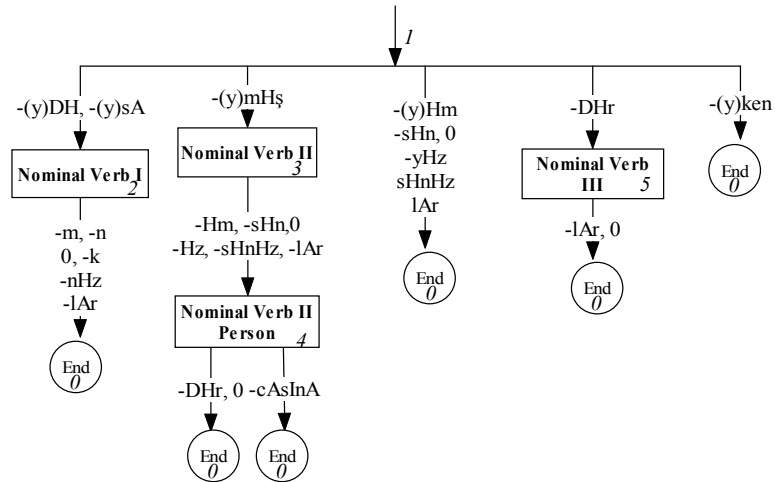 1
-(y)DH, -(y)sA
Nominal Verb I
2
-m, -n
0, -k
-nHz
-lAr
End
0
-(y)mHş
Nominal Verb II
3
-Hm, -sHn,0
-Hz, -sHnHz, -lAr
Nominal Verb II
Person
4
-DHr, 0
End
0
-cAsInA
End
0
-(y)Hm
-sHn, 0
-yHz
sHnHz
lAr
End
0
-DHr
Nominal Verb
III
5
-lAr, 0
End
0
-(y)ken
End
0